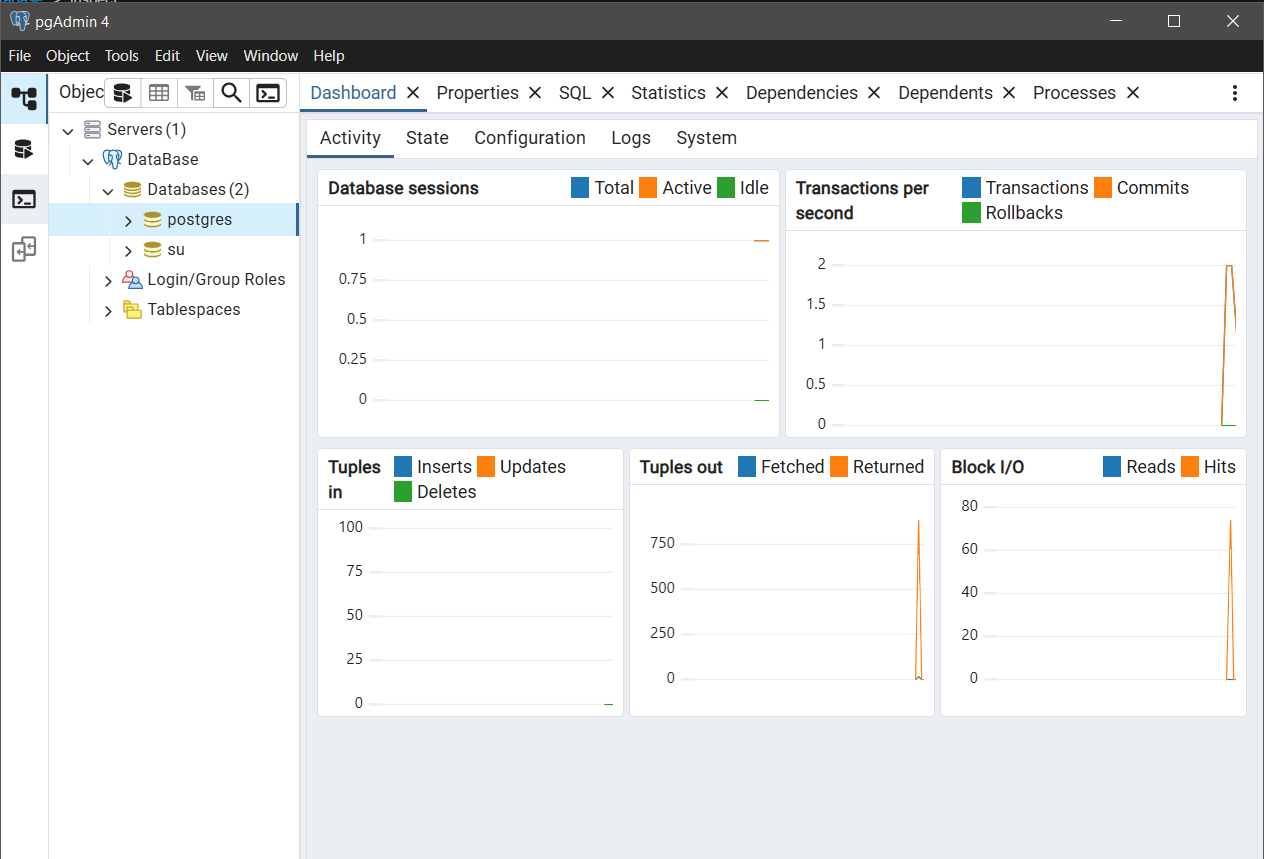 pgAdmin 4
File Object Tools Edit View Window Help
Objec
Dashboard Properties SQL Statistics Dependencies Dependents Processes
Servers (1)
DataBase
Databases (2)
postgres
su
Login/Group Roles
Tablespaces
Activity State Configuration Logs System
Database sessions Total Active Idle
1
0.75
0.5
0.25
0
Transactions per
second
Transactions Commits
Rollbacks
2
1.5
1
0.5
0
Tuples
in
Inserts Updates
Deletes
100
75
50
25
0
Tuples out Fetched Returned
750
500
250
0
Block I/O Reads Hits
80
60
40
20
0